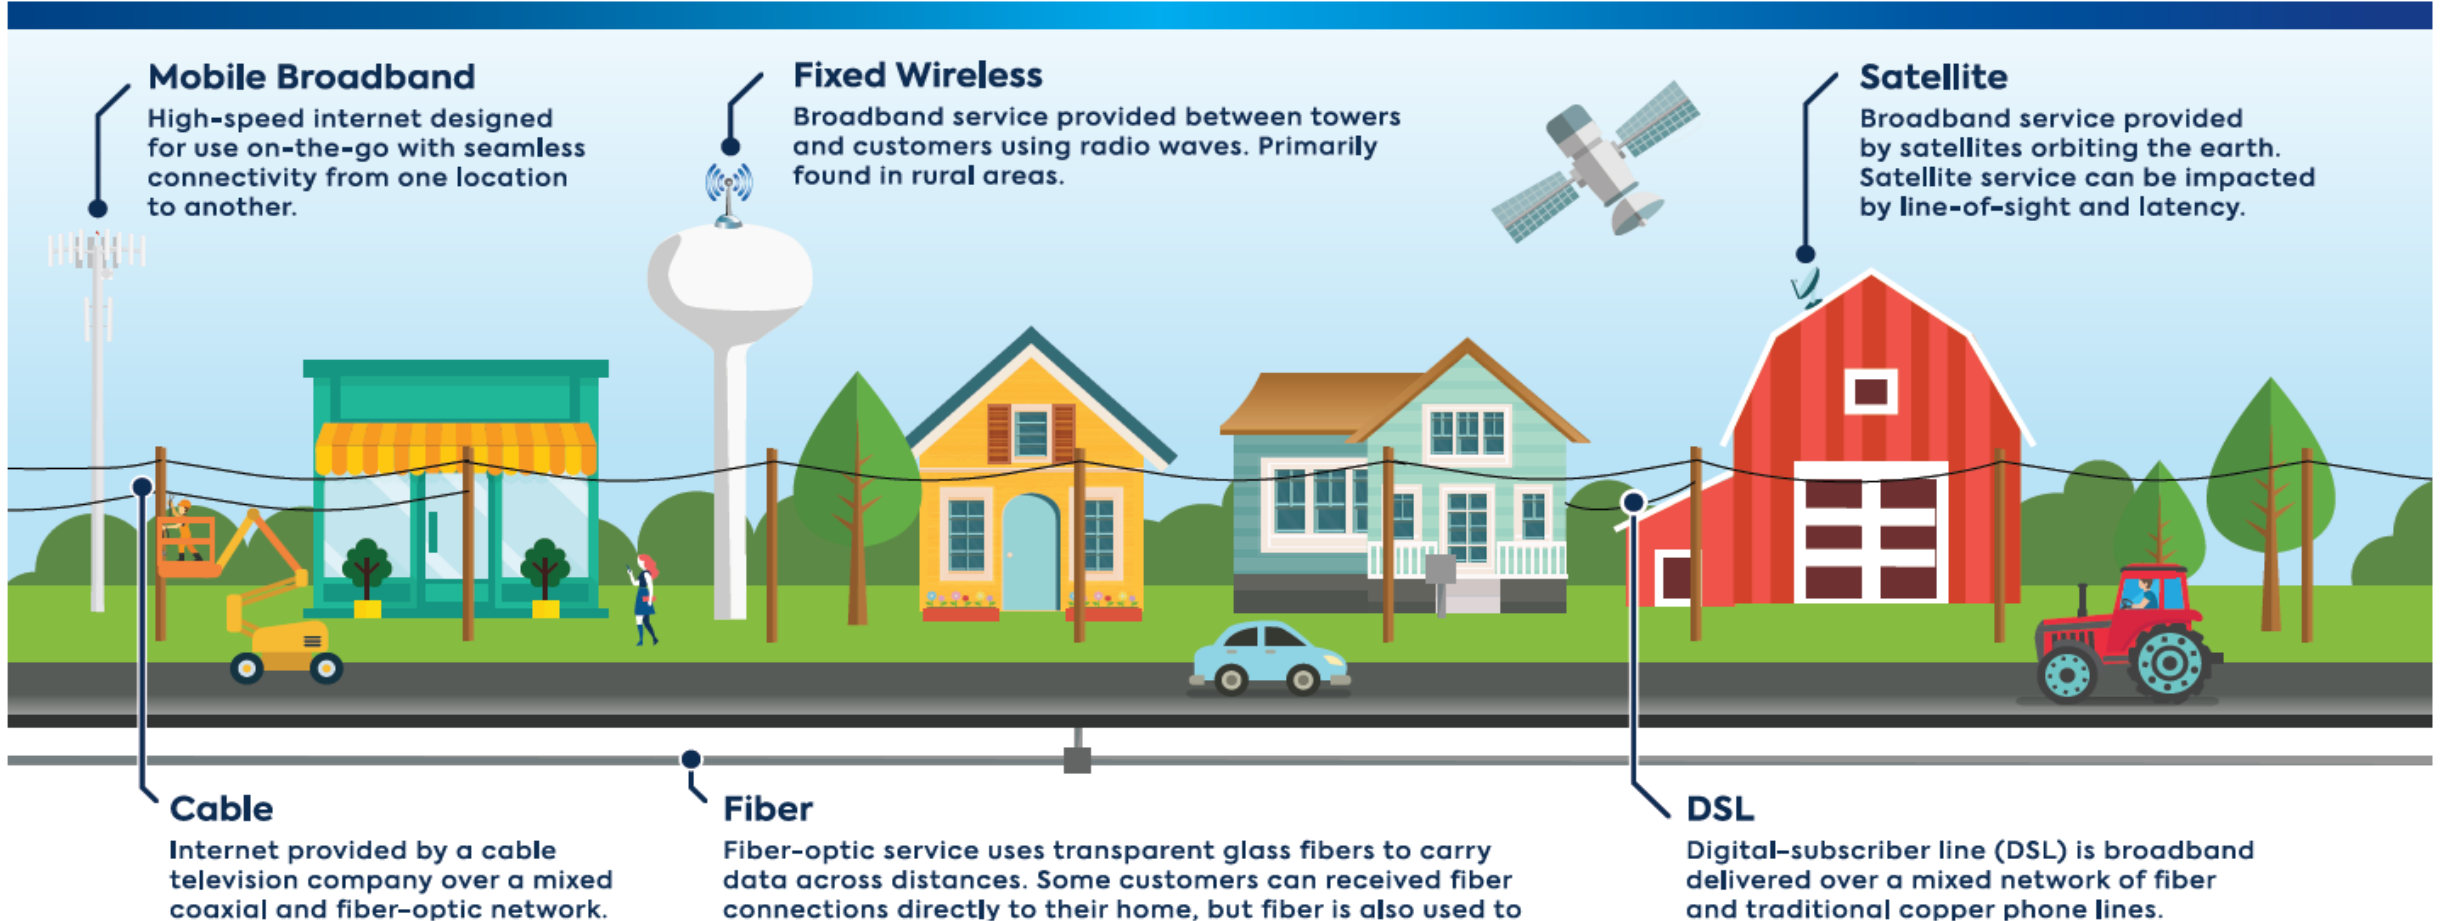 Mobile Broadband
High-speed internet designed
for use on-the-go with seamless
connectivity from one location
to another.
Fixed Wireless
Broadband service provided between towers
and customers using radio waves. Primarily
found in rural areas.
Satellite
Broadband service provided
by satellites orbiting the earth.
Satellite service can be impacted
by line-of-sight and latency.
Cable
Internet provided by a cable
television company over a mixed
coaxial and fiber-optic network.
Fiber
Fiber-optic service uses transparent glass fibers to carry
data across distances. Some customers can received fiber
connections directly to their home, but fiber is also used to
DSL
Digital-subscriber line (DSL) is broadband
delivered over a mixed network of fiber
and traditional copper phone lines.